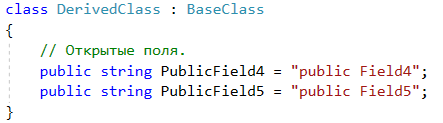 class DerivedClass : BaseClass
{
// Открытые поля.
public string PublicField4 = "public Field4";
public string PublicField5 = "public Field5";
}